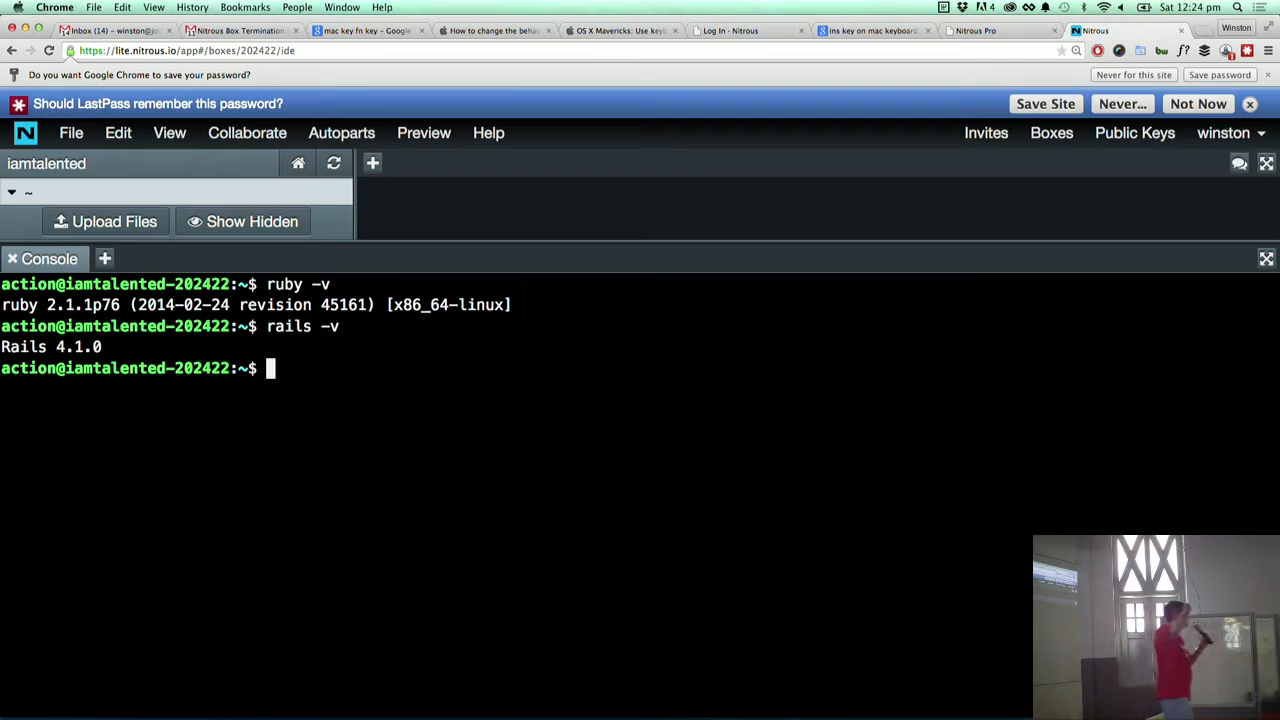 Chrome File Edit View History Bookmarks People Window Help 4 Sat 12:24 pm
Inbox (14) - winston@jol Nitrous Box Termination mac key fn key - Google How to change the behav OS X Mavericks: Use keyb Log In - Nitrous ins key on mac keyboard Nitrous Pro Nitrous Winston
https://lite.nitrous.io/app#/boxes/202422/ide
Do you want Google Chrome to save your password? Never for this site Save password
Should LastPass remember this password? Save Site Never... Not Now
N File Edit View Collaborate Autoparts Preview Help Invites Boxes Public Keys winston
iamtalented
~
Upload Files Show Hidden
Console
action@iamtalented-202422:~$ ruby -v
ruby 2.1.1p76 (2014-02-24 revision 45161) [x86_64-linux]
action@iamtalented-202422:~$ rails -v
Rails 4.1.0
action@iamtalented-202422:~$